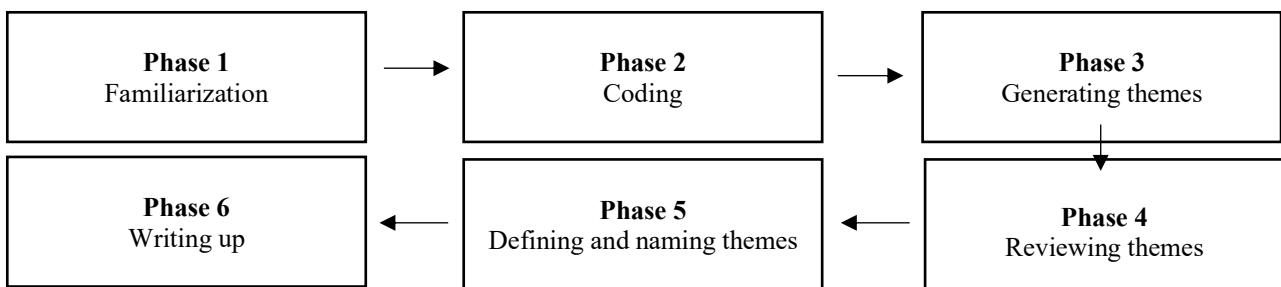 Phase 1
Familiarization
Phase 2
Coding
Phase 3
Generating themes
Phase 4
Reviewing themes
Phase 5
Defining and naming themes
Phase 6
Writing up